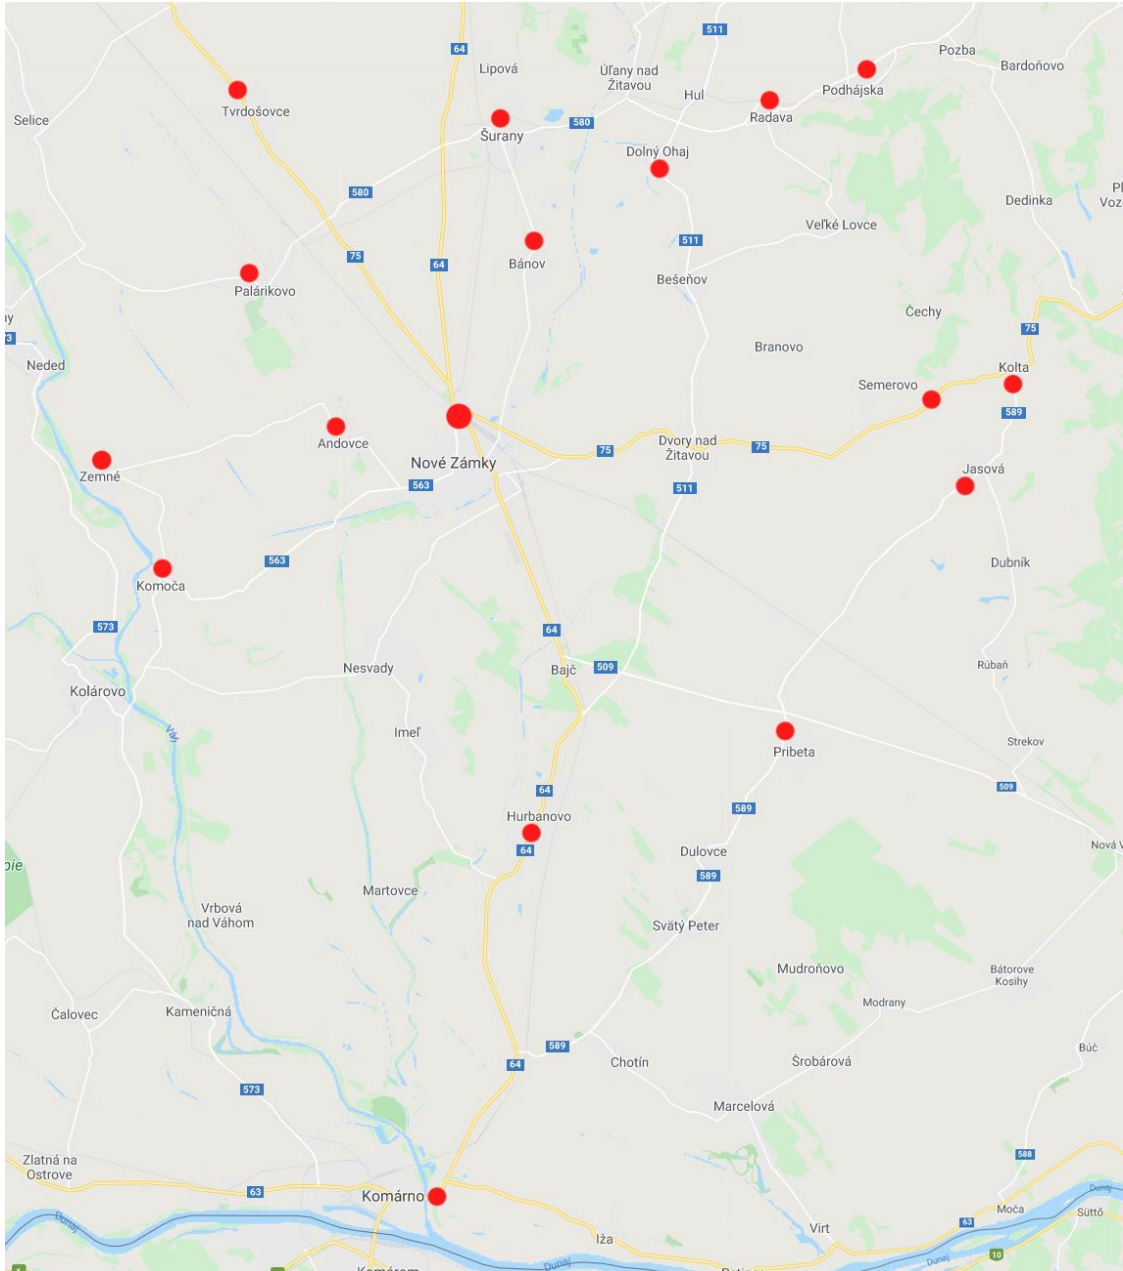 511
64
Pozba
Lipová
Úľany nad
Žitavou
Bardoňovo
Podhájska
Hul
Tvrdošovce
Selice
Radava
580
Šurany
Dolný Ohaj
580
Dedinka
Veľké Lovce
511
75
64
Bánov
Bešeňov
Palárikovo
Čechy
75
Branovo
Neded
Kolta
Semerovo
589
Andovce
Dvory nad
Žitavou
75
75
Nové Zámky
Jasová
Zemné
563
511
563
Dubník
Komoča
573
64
Nesvady
Bajč
509
Rúbaň
Kolárovo
Váh
Imeľ
Strekov
Pribeta
64
509
589
Hurbanovo
64
Dulovce
589
Martovce
Vrbová
nad Váhom
Svätý Peter
Mudroňovo
Bátorove
Kosihy
Modrany
Čalovec
Kameničná
589
Búč
64
Chotín
Šrobárová
573
Marcelová
588
Zlatná na
Ostrove
63
Komárno
Dunaj
Moča
Süttő
Dunaj
63
Virt
Iža
10
Dunaj
Dunaj